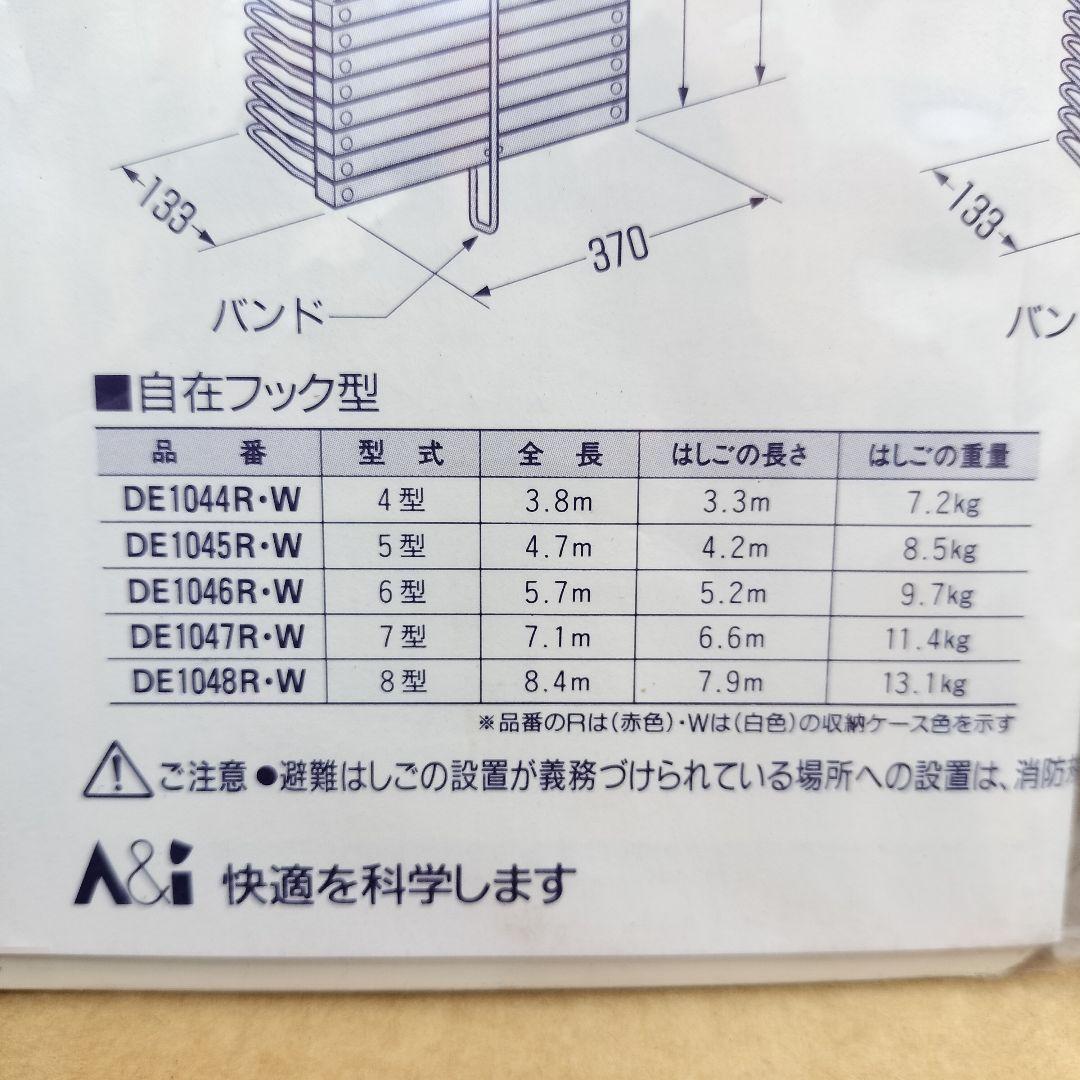 133
370
133
バンド
バン
■自在フック型
品番 型式 全長 はしごの長さ はしごの重量
DE1044R・W 4型 3.8m 3.3m 7.2kg
DE1045R・W 5型 4.7m 4.2m 8.5kg
DE1046R・W 6型 5.7m 5.2m 9.7kg
DE1047R・W 7型 7.1m 6.6m 11.4kg
DE1048R・W 8型 8.4m 7.9m 13.1kg
※品番のRは(赤色)・Wは(白色)の収納ケース色を示す
ご注意 ●避難はしごの設置が義務づけられている場所への設置は、消防
A&i 快適を科学します